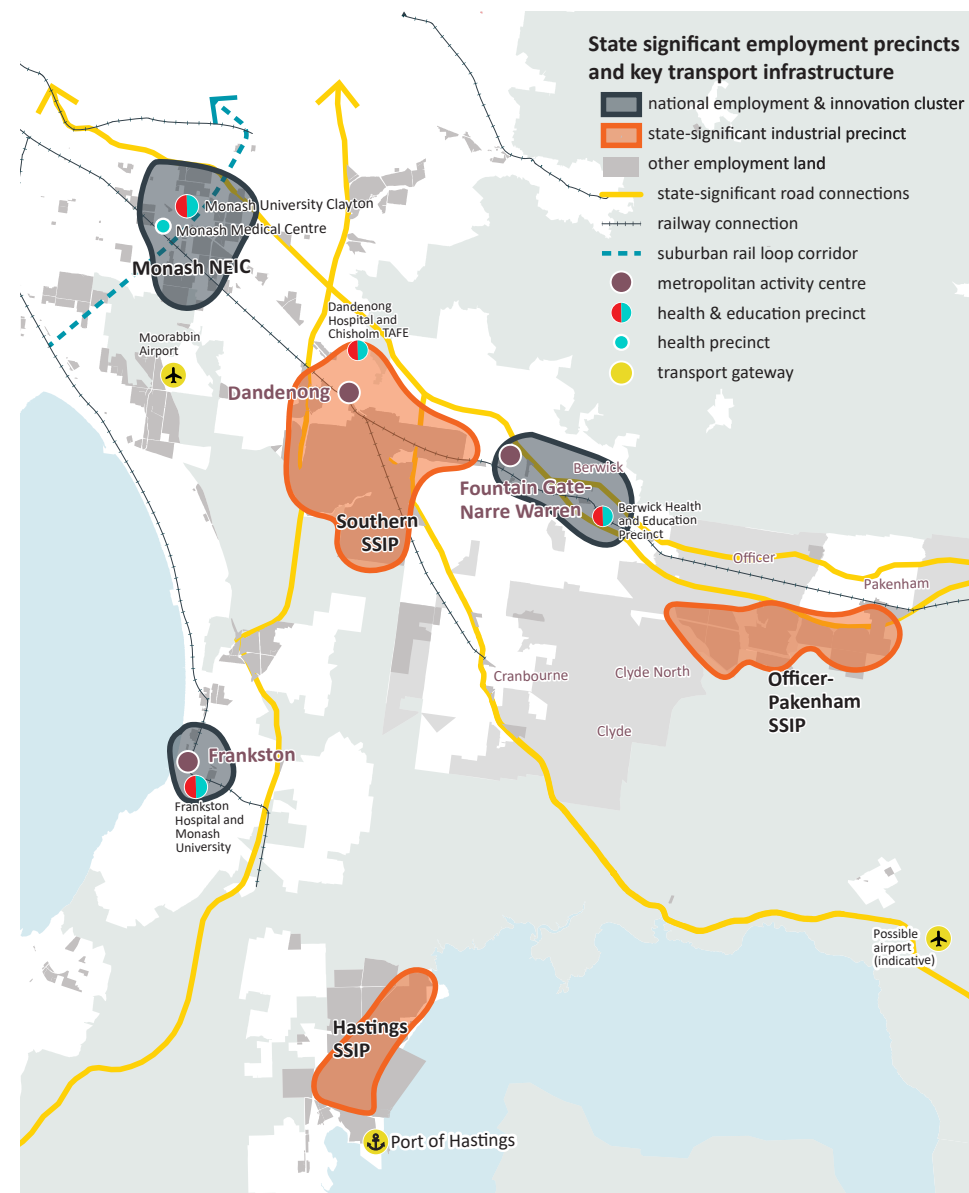 State significant employment precincts
and key transport infrastructure
national employment & innovation cluster
state-significant industrial precinct
other employment land
state-significant road connections
railway connection
suburban rail loop corridor
metropolitan activity centre
health & education precinct
health precinct
transport gateway
Monash University Clayton
Monash Medical Centre
Monash NEIC
Moorabbin
Airport
Dandenong
Hospital and
Chisholm TAFE
Dandenong
Southern
SSIP
Berwick
Fountain Gate-
Narre Warren
Berwick Health
and Education
Precinct
Officer
Pakenham
Cranbourne
Clyde North
Clyde
Officer-
Pakenham
SSIP
Frankston
Frankston
Hospital and
Monash
University
Possible
airport
(indicative)
Hastings
SSIP
Port of Hastings